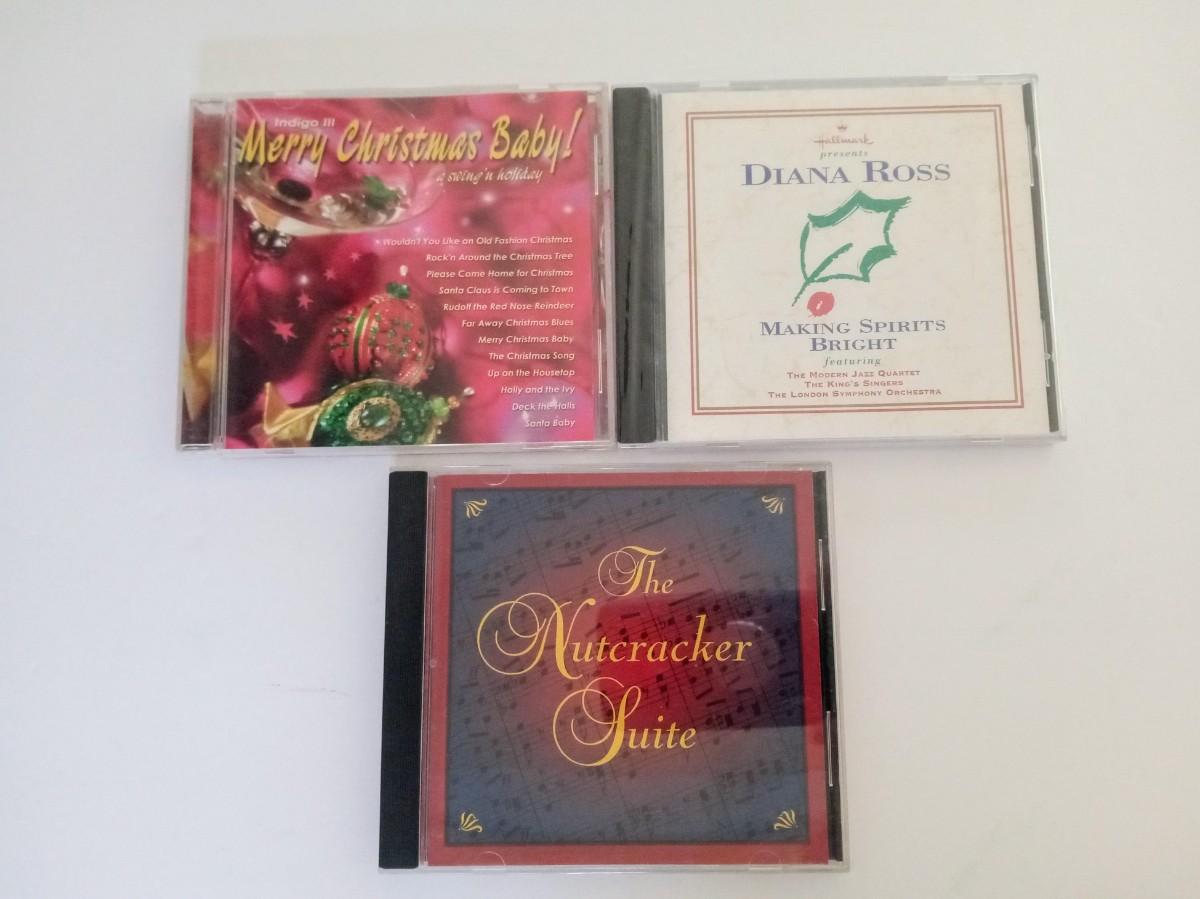 Indigo III
Merry Christmas Baby!
a swing'n holiday
Wouldn't You Like an Old Fashion Christmas
Rock'n Around the Christmas Tree
Please Come Home for Christmas
Santa Claus is Coming to Town
Rudolf the Red Nose Reindeer
Far Away Christmas Blues
Merry Christmas Baby
The Christmas Song
Up on the Housetop
Holly and the Ivy
Deck the Halls
Santa Baby
Hallmark
presents
DIANA ROSS
MAKING SPIRITS
BRIGHT
featuring
THE MODERN JAZZ QUARTET
THE KING'S SINGERS
THE LONDON SYMPHONY ORCHESTRA
The
Nutcracker
Suite